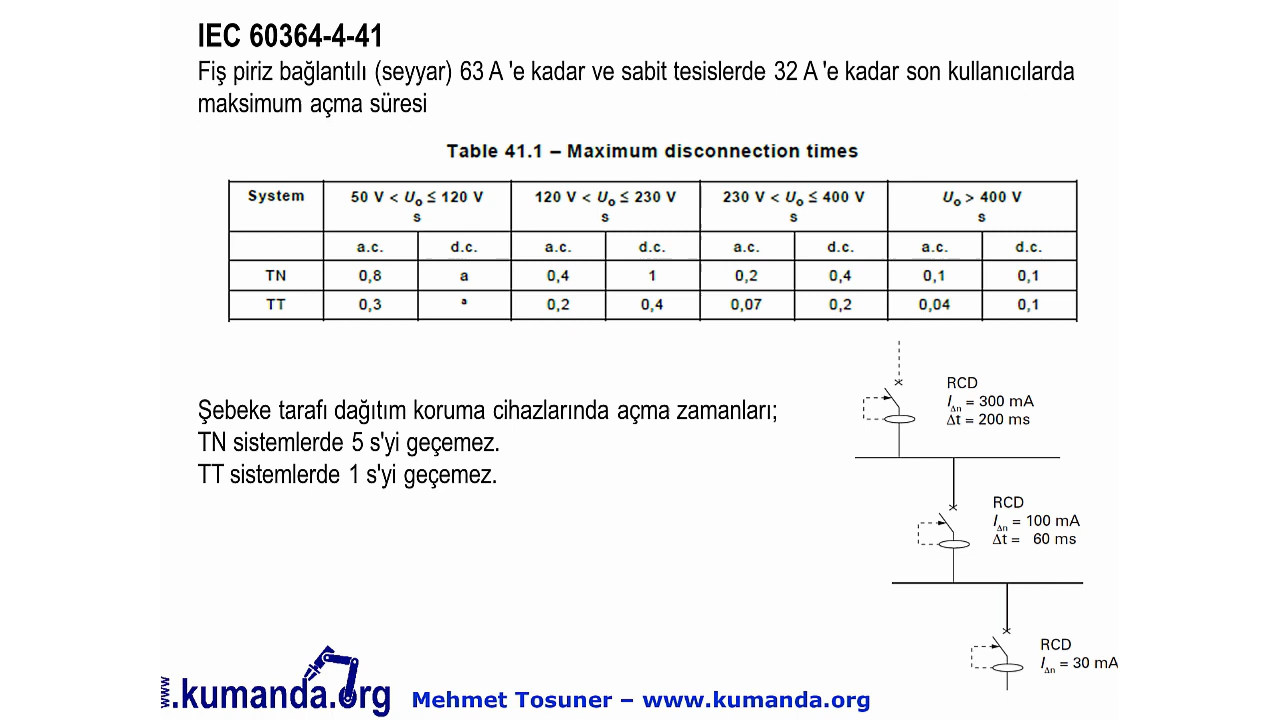 IEC 60364-4-41
Fiş piriz bağlantılı (seyyar) 63 A 'e kadar ve sabit tesislerde 32 A 'e kadar son kullanıcılarda
maksimum açma süresi
Table 41.1 – Maximum disconnection times
System 50 V < Uo ≤ 120 V 120 V < Uo ≤ 230 V 230 V < Uo ≤ 400 V Uo > 400 V
s s s s
a.c. d.c. a.c. d.c. a.c. d.c. a.c. d.c.
TN 0,8 a 0,4 1 0,2 0,4 0,1 0,1
TT 0,3 a 0,2 0,4 0,07 0,2 0,04 0,1
RCD
I∆n = 300 mA
∆t = 200 ms
Şebeke tarafı dağıtım koruma cihazlarında açma zamanları;
TN sistemlerde 5 s'yi geçemez.
TT sistemlerde 1 s'yi geçemez.
RCD
I∆n = 100 mA
∆t = 60 ms
RCD
I∆n = 30 mA
www.kumanda.org
Mehmet Tosuner – www.kumanda.org